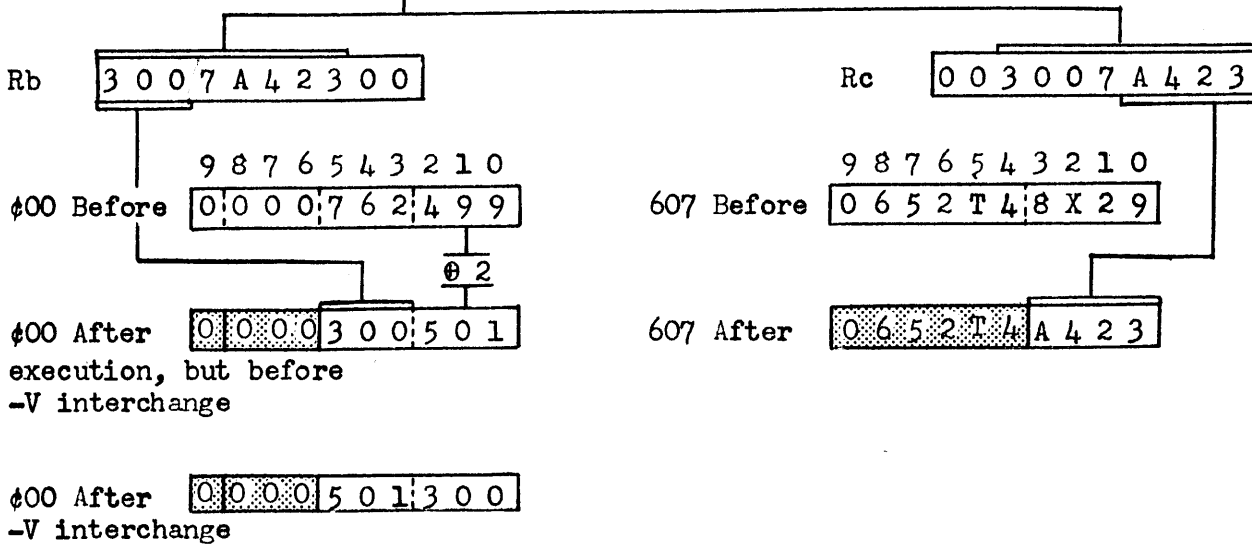 Rb 3 0 0 7 A 4 2 3 0 0 Rc 0 0 3 0 0 7 A 4 2 3
9 8 7 6 5 4 3 2 1 0 9 8 7 6 5 4 3 2 1 0
¢00 Before 0 0 0 0 7 6 2 4 9 9 607 Before 0 6 5 2 T 4 8 X 2 9
⊕ 2
¢00 After 0 0 0 0 3 0 0 5 0 1 607 After 0 6 5 2 T 4 A 4 2 3
execution, but before
-V interchange
¢00 After 0 0 0 0 5 0 1 3 0 0
-V interchange